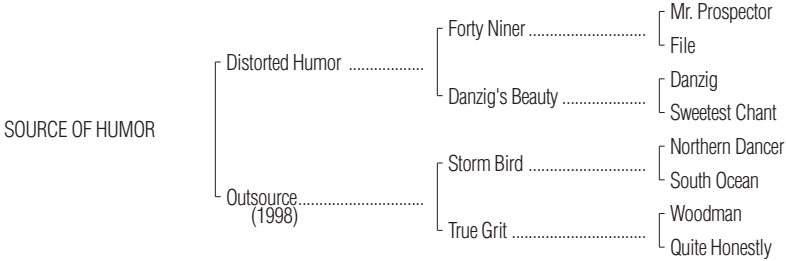 Mr. Prospector
Forty Niner ............................
File
Distorted Humor ..................
Danzig
Danzig's Beauty ....................
Sweetest Chant
SOURCE OF HUMOR
Northern Dancer
Storm Bird ............................
South Ocean
Outsource..............................
(1998)
Woodman
True Grit ................................
Quite Honestly